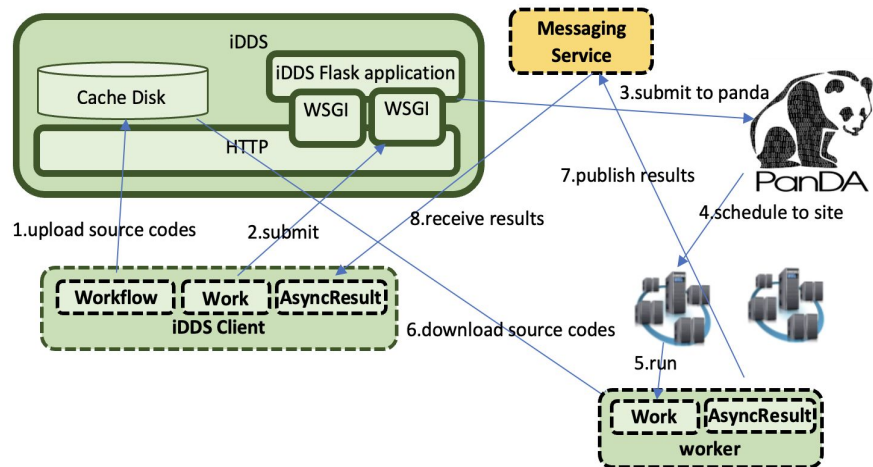 iDDS
Messaging
Service
iDDS Flask application
Cache Disk
WSGI
WSGI
3.submit to panda
HTTP
7.publish results
PanDA
1.upload source codes
2.submit
8.receive results
4.schedule to site
Workflow
Work
AsyncResult
iDDS Client
6.download source codes
5.run
Work
AsyncResult
worker